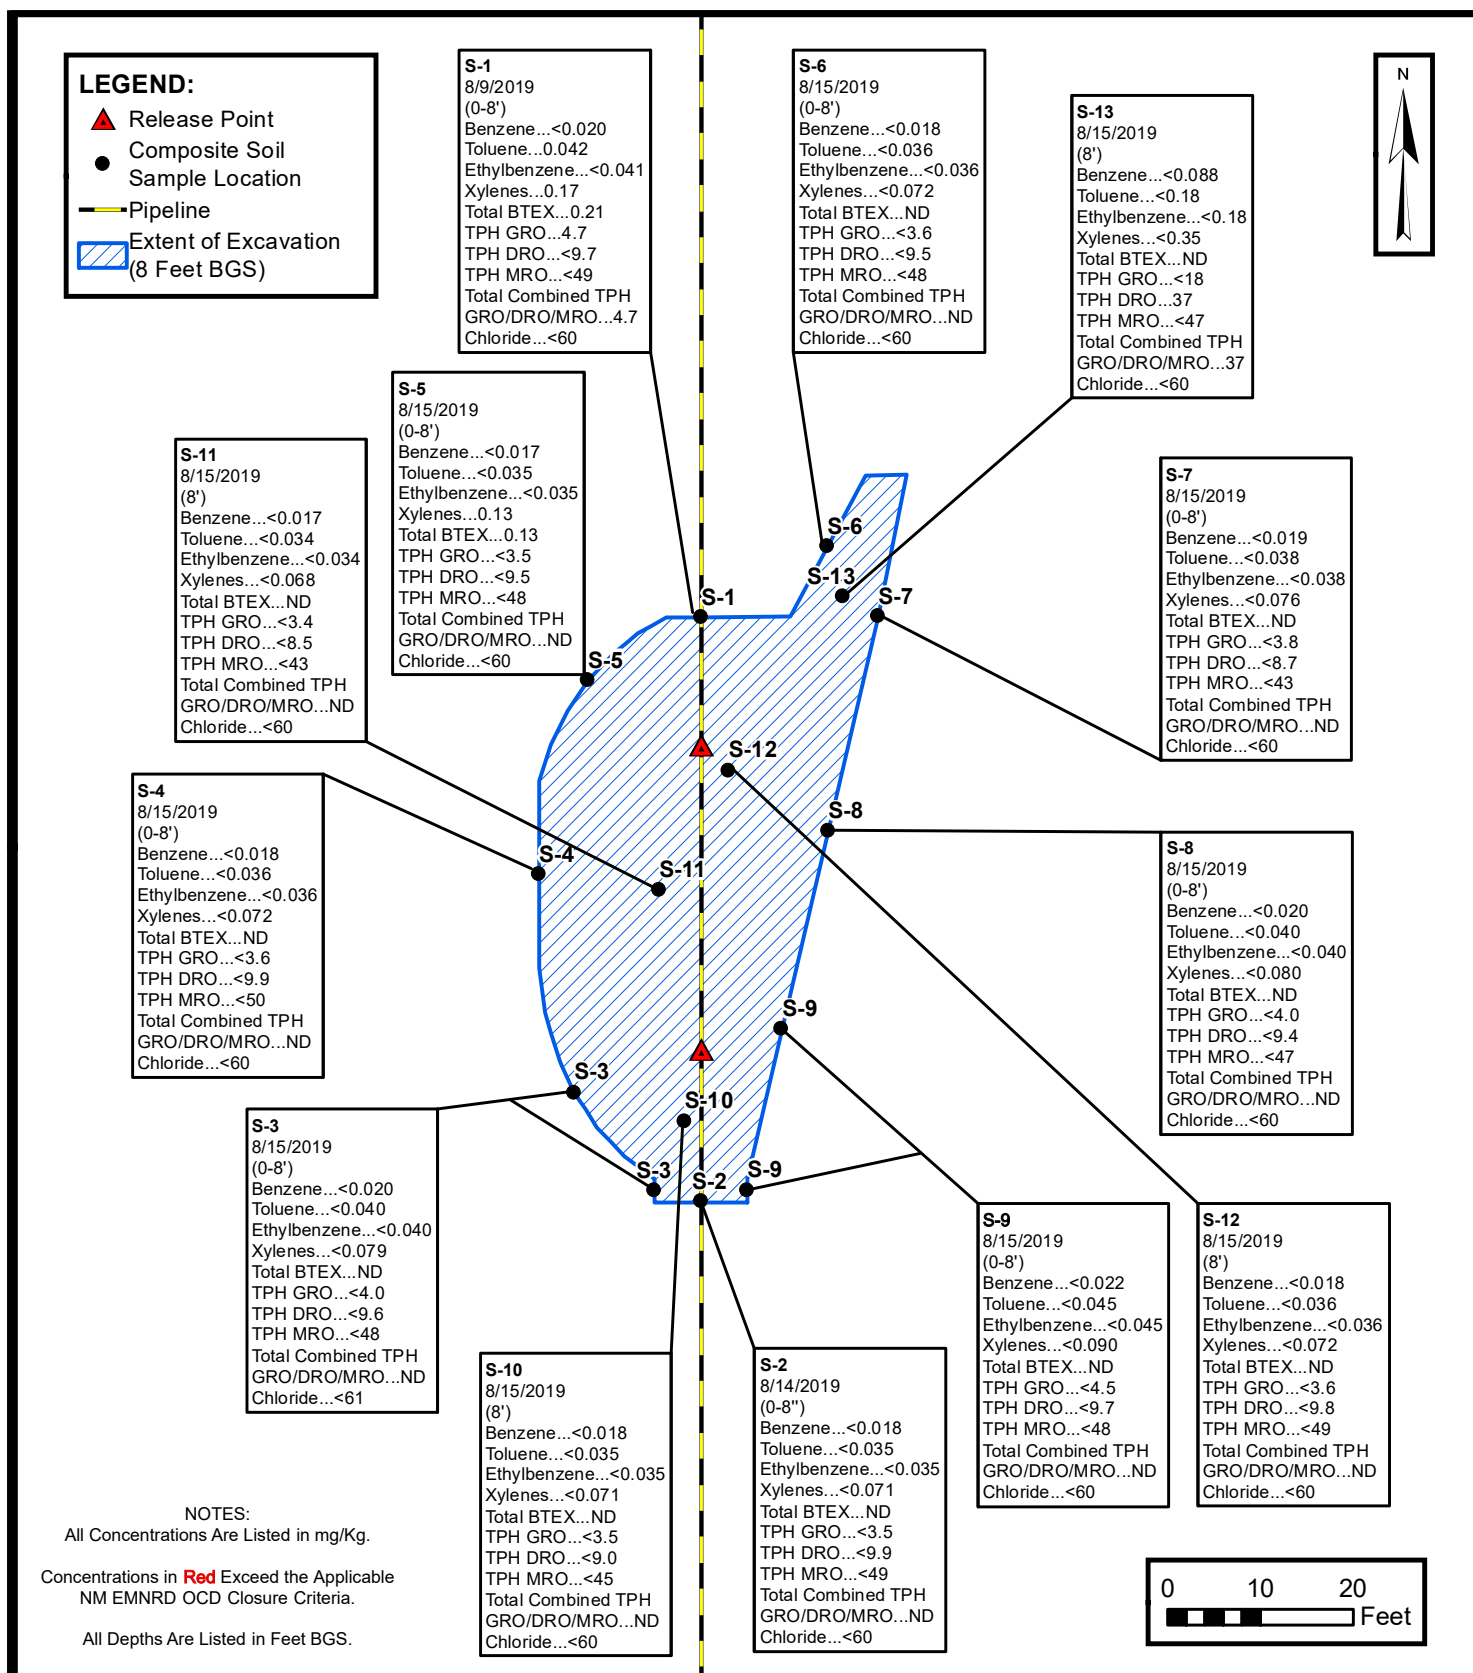 LEGEND:
Release Point
Composite Soil
Sample Location
Pipeline
Extent of Excavation
(8 Feet BGS)
S-1
8/9/2019
(0-8')
Benzene...<0.020
Toluene...0.042
Ethylbenzene...<0.041
Xylenes...0.17
Total BTEX...0.21
TPH GRO...4.7
TPH DRO...<9.7
TPH MRO...<49
Total Combined TPH
GRO/DRO/MRO...4.7
Chloride...<60
S-6
8/15/2019
(0-8')
Benzene...<0.018
Toluene...<0.036
Ethylbenzene...<0.036
Xylenes...<0.072
Total BTEX...ND
TPH GRO...<3.6
TPH DRO...<9.5
TPH MRO...<48
Total Combined TPH
GRO/DRO/MRO...ND
Chloride...<60
S-13
8/15/2019
(8')
Benzene...<0.088
Toluene...<0.18
Ethylbenzene...<0.18
Xylenes...<0.35
Total BTEX...ND
TPH GRO...<18
TPH DRO...37
TPH MRO...<47
Total Combined TPH
GRO/DRO/MRO...37
Chloride...<60
N
S-5
8/15/2019
(0-8')
Benzene...<0.017
Toluene...<0.035
Ethylbenzene...<0.035
Xylenes...0.13
Total BTEX...0.13
TPH GRO...<3.5
TPH DRO...<9.5
TPH MRO...<48
Total Combined TPH
GRO/DRO/MRO...ND
Chloride...<60
S-11
8/15/2019
(8')
Benzene...<0.017
Toluene...<0.034
Ethylbenzene...<0.034
Xylenes...<0.068
Total BTEX...ND
TPH GRO...<3.4
TPH DRO...<8.5
TPH MRO...<43
Total Combined TPH
GRO/DRO/MRO...ND
Chloride...<60
S-7
8/15/2019
(0-8')
Benzene...<0.019
Toluene...<0.038
Ethylbenzene...<0.038
Xylenes...<0.076
Total BTEX...ND
TPH GRO...<3.8
TPH DRO...<8.7
TPH MRO...<43
Total Combined TPH
GRO/DRO/MRO...ND
Chloride...<60
S-6
S-13
S-1
S-7
S-5
S-12
S-8
S-4
S-11
S-9
S-3
S-10
S-3
S-2
S-9
S-4
8/15/2019
(0-8')
Benzene...<0.018
Toluene...<0.036
Ethylbenzene...<0.036
Xylenes...<0.072
Total BTEX...ND
TPH GRO...<3.6
TPH DRO...<9.9
TPH MRO...<50
Total Combined TPH
GRO/DRO/MRO...ND
Chloride...<60
S-8
8/15/2019
(0-8')
Benzene...<0.020
Toluene...<0.040
Ethylbenzene...<0.040
Xylenes...<0.080
Total BTEX...ND
TPH GRO...<4.0
TPH DRO...<9.4
TPH MRO...<47
Total Combined TPH
GRO/DRO/MRO...ND
Chloride...<60
S-3
8/15/2019
(0-8')
Benzene...<0.020
Toluene...<0.040
Ethylbenzene...<0.040
Xylenes...<0.079
Total BTEX...ND
TPH GRO...<4.0
TPH DRO...<9.6
TPH MRO...<48
Total Combined TPH
GRO/DRO/MRO...ND
Chloride...<61
S-10
8/15/2019
(8')
Benzene...<0.018
Toluene...<0.035
Ethylbenzene...<0.035
Xylenes...<0.071
Total BTEX...ND
TPH GRO...<3.5
TPH DRO...<9.0
TPH MRO...<45
Total Combined TPH
GRO/DRO/MRO...ND
Chloride...<60
S-2
8/14/2019
(0-8")
Benzene...<0.018
Toluene...<0.035
Ethylbenzene...<0.035
Xylenes...<0.071
Total BTEX...ND
TPH GRO...<3.5
TPH DRO...<9.9
TPH MRO...<49
Total Combined TPH
GRO/DRO/MRO...ND
Chloride...<60
S-9
8/15/2019
(0-8')
Benzene...<0.022
Toluene...<0.045
Ethylbenzene...<0.045
Xylenes...<0.090
Total BTEX...ND
TPH GRO...<4.5
TPH DRO...<9.7
TPH MRO...<48
Total Combined TPH
GRO/DRO/MRO...ND
Chloride...<60
S-12
8/15/2019
(8')
Benzene...<0.018
Toluene...<0.036
Ethylbenzene...<0.036
Xylenes...<0.072
Total BTEX...ND
TPH GRO...<3.6
TPH DRO...<9.8
TPH MRO...<49
Total Combined TPH
GRO/DRO/MRO...ND
Chloride...<60
NOTES:
All Concentrations Are Listed in mg/Kg.
Concentrations in Red Exceed the Applicable
NM EMNRD OCD Closure Criteria.
All Depths Are Listed in Feet BGS.
0 10 20
Feet